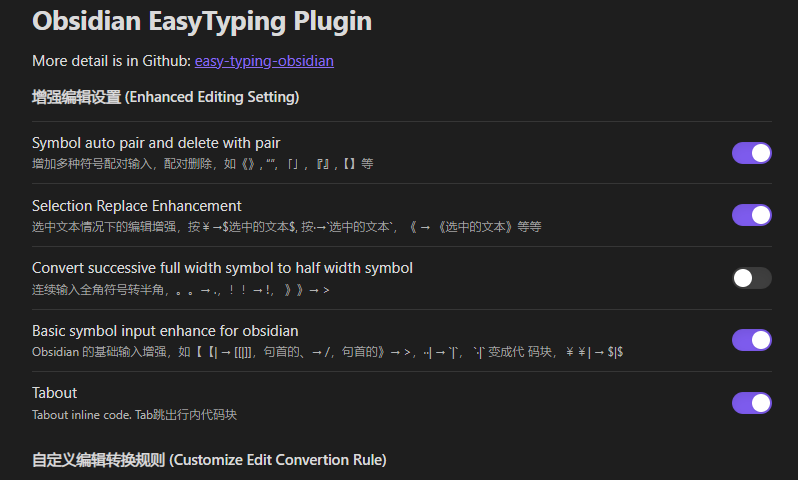 Obsidian EasyTyping Plugin
More detail is in Github: easy-typing-obsidian
增强编辑设置 (Enhanced Editing Setting)
Symbol auto pair and delete with pair
增加多种符号配对输入，配对删除，如《》, “”, 「」, 『』,【】等
Selection Replace Enhancement
选中文本情况下的编辑增强，按￥→$选中的文本$, 按·→`选中的文本`，《 → 《选中的文本》等等
Convert successive full width symbol to half width symbol
连续输入全角符号转半角，。。→ .，！！→ !， 》》→ >
Basic symbol input enhance for obsidian
Obsidian 的基础输入增强，如【【| → [[|]]，句首的、→ /，句首的》→ >，··| → `|`， `·|` 变成代 码块，￥￥| → $|$
Tabout
Tabout inline code. Tab跳出行内代码块
自定义编辑转换规则 (Customize Edit Convertion Rule)